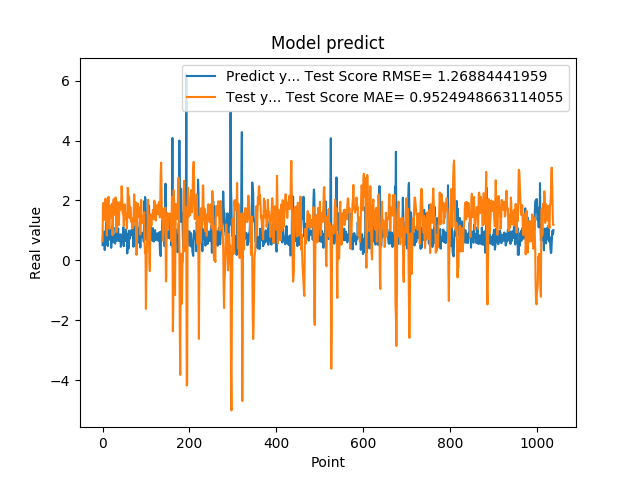 Model predict
Predict y... Test Score RMSE= 1.26884441959
Test y... Test Score MAE= 0.9524948663114055
6
4
2
0
−2
−4
Real value
0 200 400 600 800 1000
Point